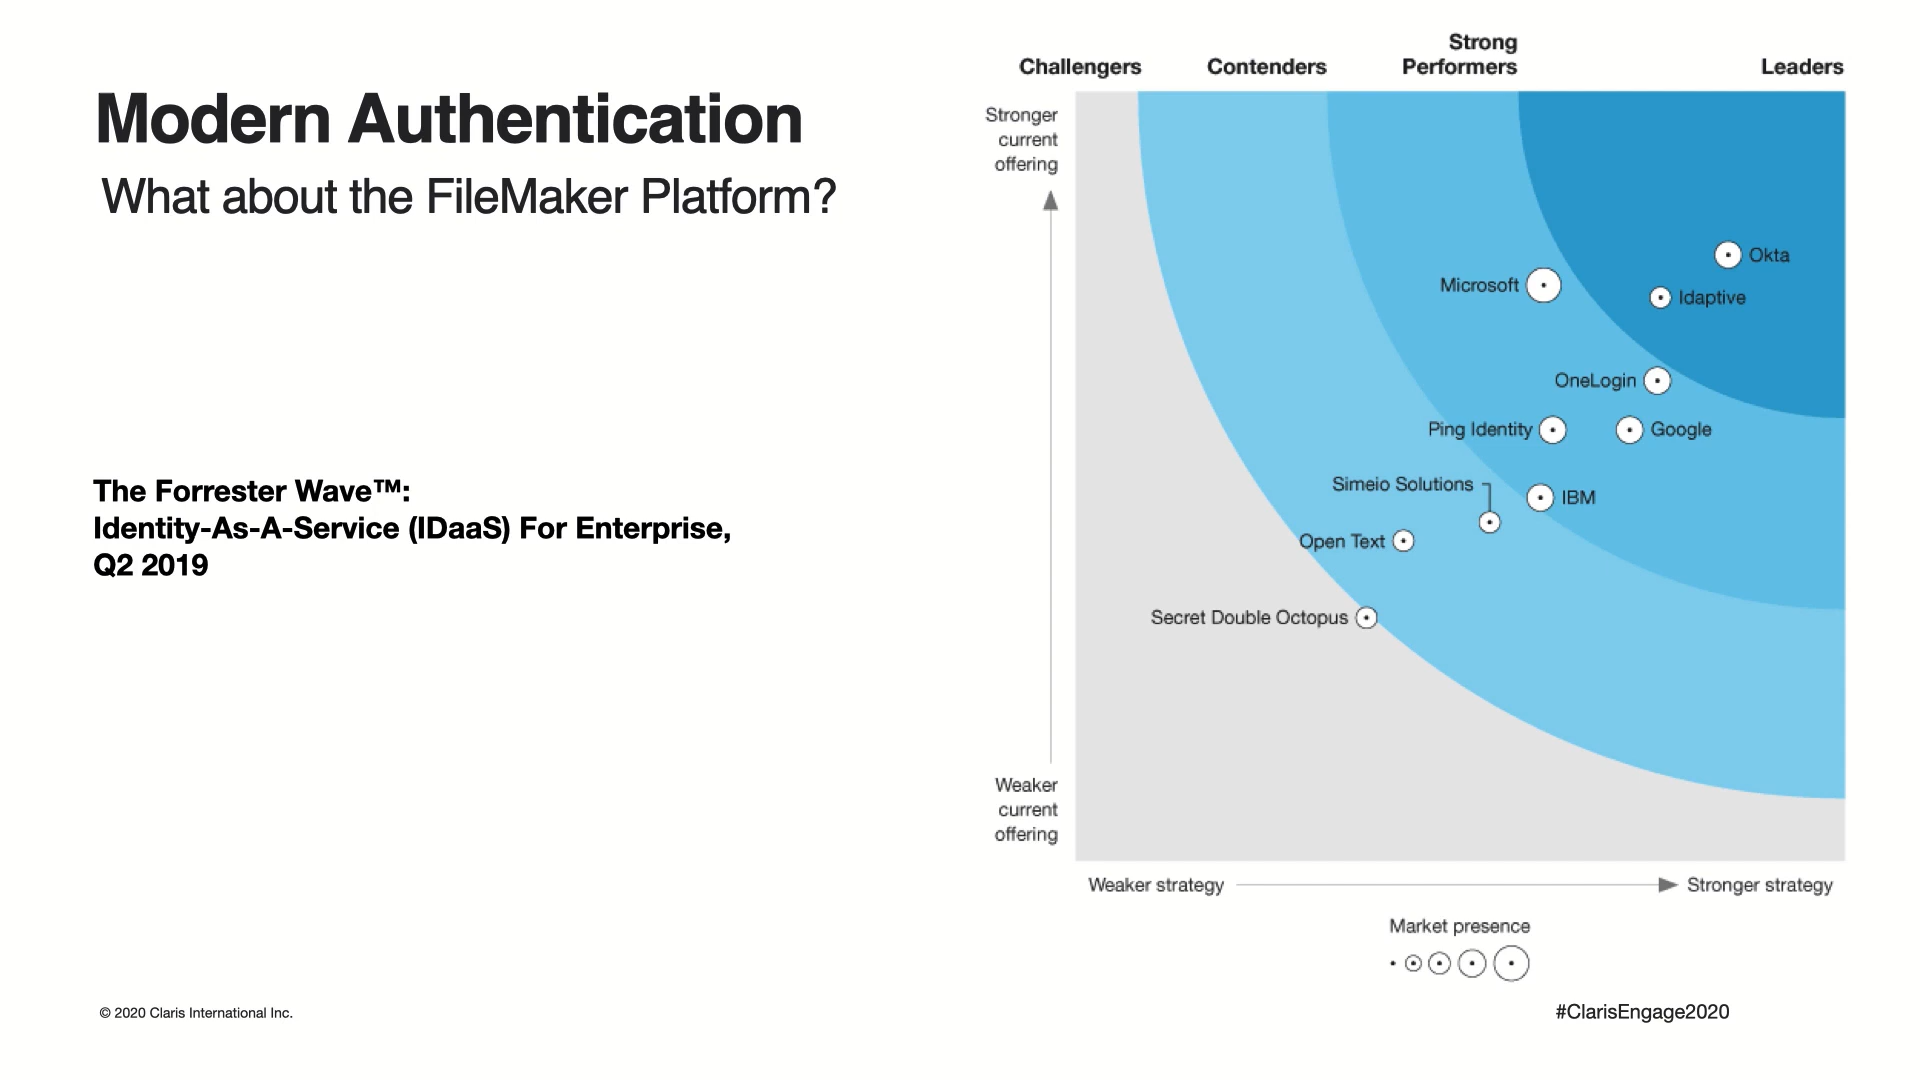 Modern Authentication
What about the FileMaker Platform?
The Forrester Wave™:
Identity-As-A-Service (IDaaS) For Enterprise,
Q2 2019
Challengers
Contenders
Strong
Performers
Leaders
Stronger
current
offering
Okta
Microsoft
Idaptive
OneLogin
Ping Identity
Google
Simeio Solutions
IBM
Open Text
Secret Double Octopus
Weaker
current
offering
Weaker strategy
Stronger strategy
Market presence
© 2020 Claris International Inc.
#ClarisEngage2020